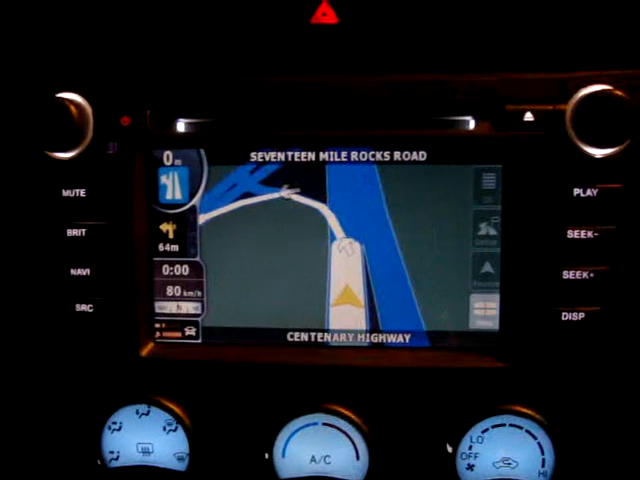 SEVENTEEN MILE ROCKS ROAD
0 m
64m
0:00
80 km/h
CENTENARY HIGHWAY
MUTE
BRIT
NAVI
SRC
PLAY
SEEK-
SEEK+
DISP
A/C
LO
OFF
HI